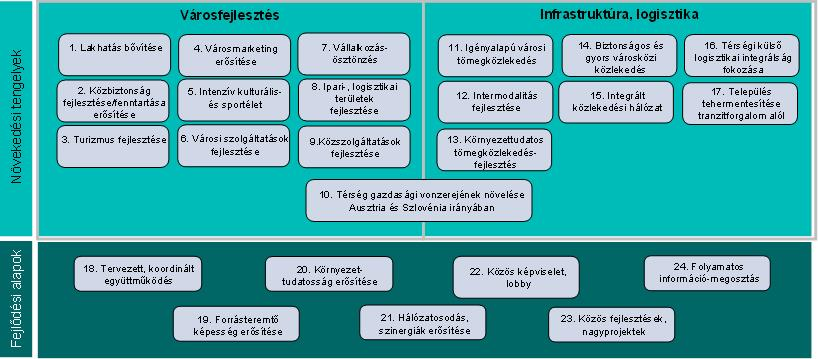 Városfejlesztés
Infrastruktúra, logisztika
Növekedési tengelyek
1. Lakhatás bővítése
4. Városmarketing
erősítése
7. Vállalkozás-
ösztönzés
2. Közbiztonság
fejlesztése/fenntartása
erősítése
5. Intenzív kulturális-
és sportélet
8. Ipari-, logisztikai
területek
fejlesztése
3. Turizmus fejlesztése
6. Városi szolgáltatások
fejlesztése
9.Közszolgáltatások
fejlesztése
11. Igényalapú városi
tömegközlekedés
14. Biztonságos és
gyors városközi
közlekedés
16. Térségi külső
logisztikai integrálság
fokozása
12. Intermodalitás
fejlesztése
15. Integrált
közlekedési hálózat
17. Település
tehermentesítése
tranzitforgalom alól
13. Környezettudatos
tömegközlekedés-
fejlesztés
10. Térség gazdasági vonzerejének növelése
Ausztria és Szlovénia irányában
Fejlődési alapok
18. Tervezett, koordinált
együttműködés
20. Környezet-
tudatosság erősítése
22. Közös képviselet,
lobby
24. Folyamatos
információ-megosztás
19. Forrásteremtő
képesség erősítése
21. Hálózatosodás,
szinergiák erősítése
23. Közös fejlesztések,
nagyprojektek